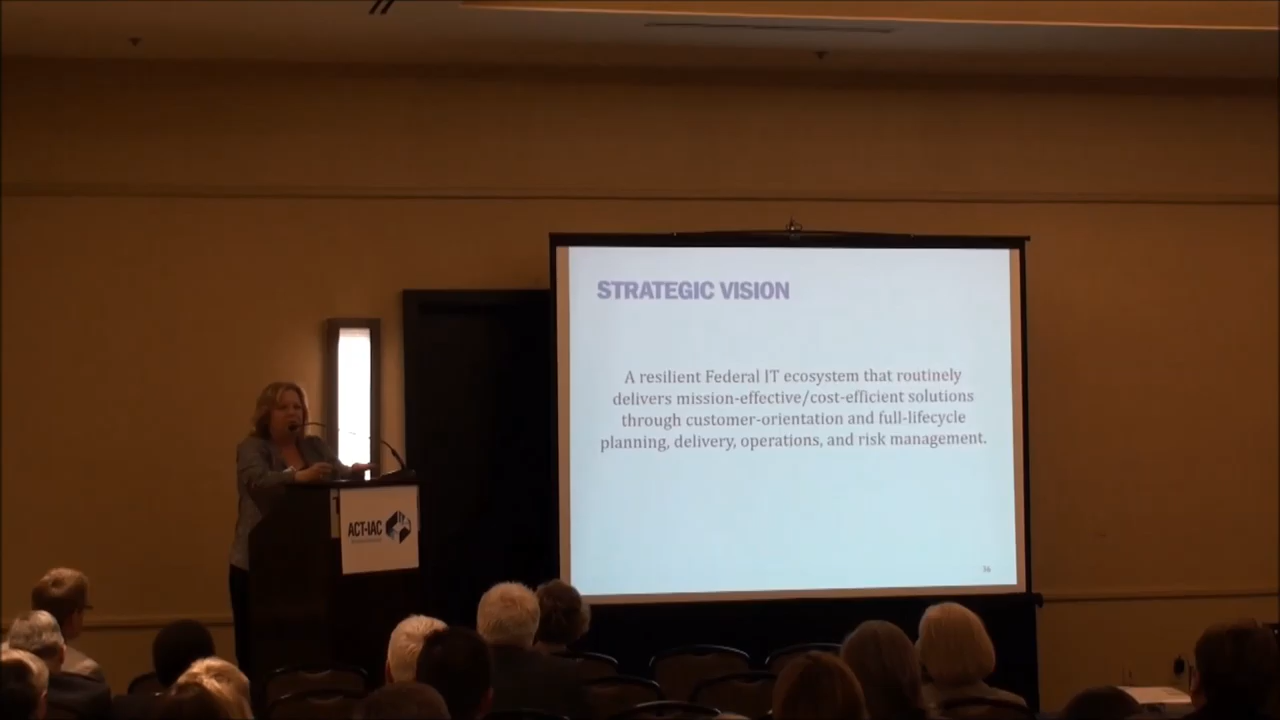 STRATEGIC VISION
A resilient Federal IT ecosystem that routinely
delivers mission-effective/cost-efficient solutions
through customer-orientation and full-lifecycle
planning, delivery, operations, and risk management.
ACT-IAC